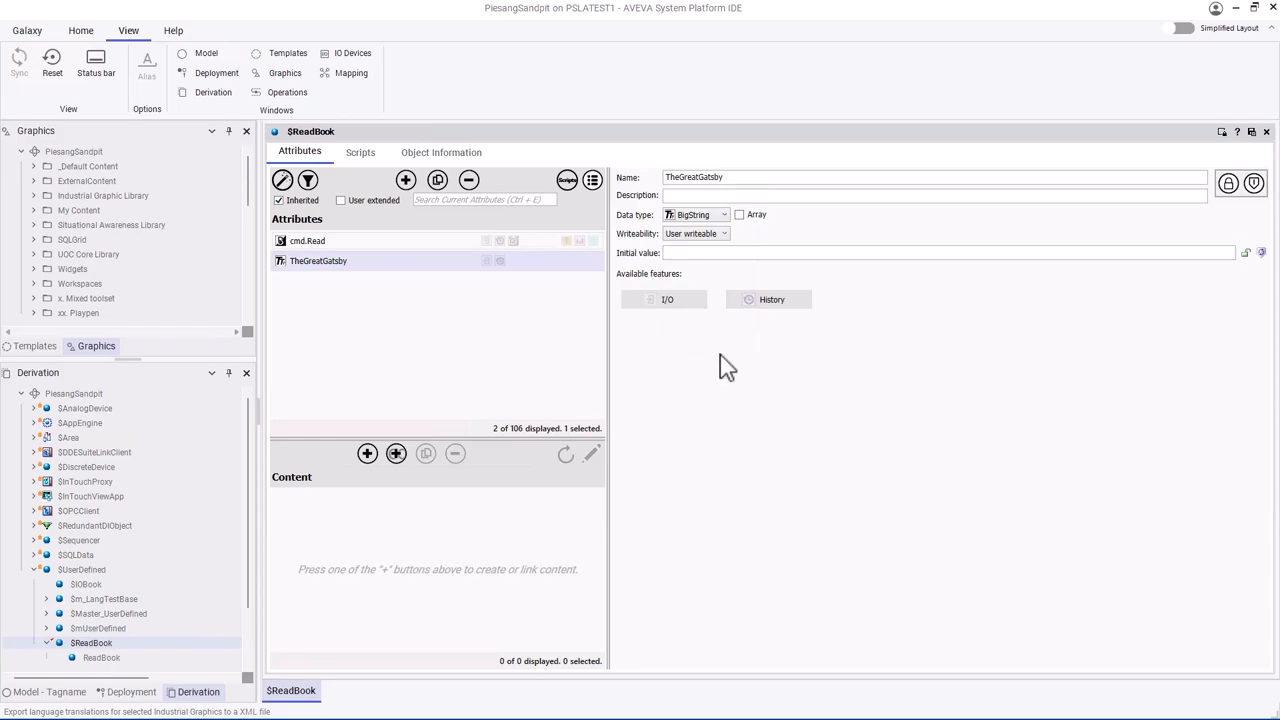 PiesangSandpit on PSLATEST1 - AVEVA System Platform IDE
Galaxy Home View Help
Simplified Layout
Sync Reset Status bar Alias
Model Templates IO Devices
Deployment Graphics Mapping
Derivation Operations
View Options Windows
Graphics
PiesangSandpit
_Default Content
ExternalContent
Industrial Graphic Library
My Content
Situational Awareness Library
SQLGrid
UOC Core Library
Widgets
Workspaces
x. Mixed toolset
xx. Playpen
Templates Graphics
Derivation
PiesangSandpit
$AnalogDevice
$AppEngine
$Area
$DDESuiteLinkClient
$DiscreteDevice
$InTouchProxy
$InTouchViewApp
$OPCClient
$RedundantDIObject
$Sequencer
$SQLData
$UserDefined
$IOBook
$m_LangTestBase
$Master_UserDefined
$mUserDefined
$ReadBook
ReadBook
Model - Tagname Deployment Derivation
Export language translations for selected Industrial Graphics to a XML file
$ReadBook
Attributes Scripts Object Information
Scripts
Inherited User extended Search Current Attributes (Ctrl + E)
Attributes
cmd.Read
TheGreatGatsby
2 of 106 displayed. 1 selected.
Content
Press one of the "+" buttons above to create or link content.
0 of 0 displayed. 0 selected.
Name: TheGreatGatsby
Description:
Data type: BigString Array
Writeability: User writeable
Initial value:
Available features:
I/O History
$ReadBook